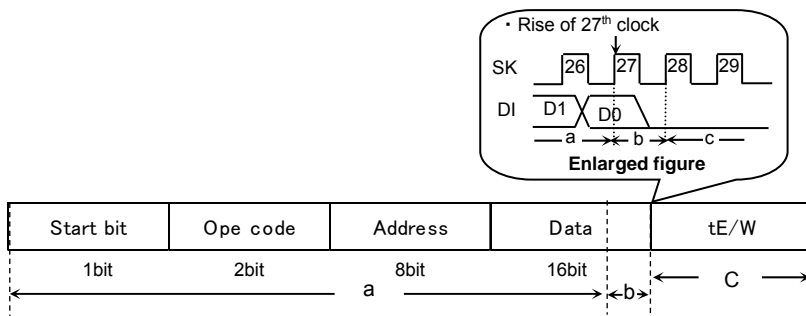 ・Rise of 27th clock
SK 26 27 28 29
DI D1 D0
a b c
Enlarged figure
Start bit Ope code Address Data tE/W
1bit 2bit 8bit 16bit
a b C